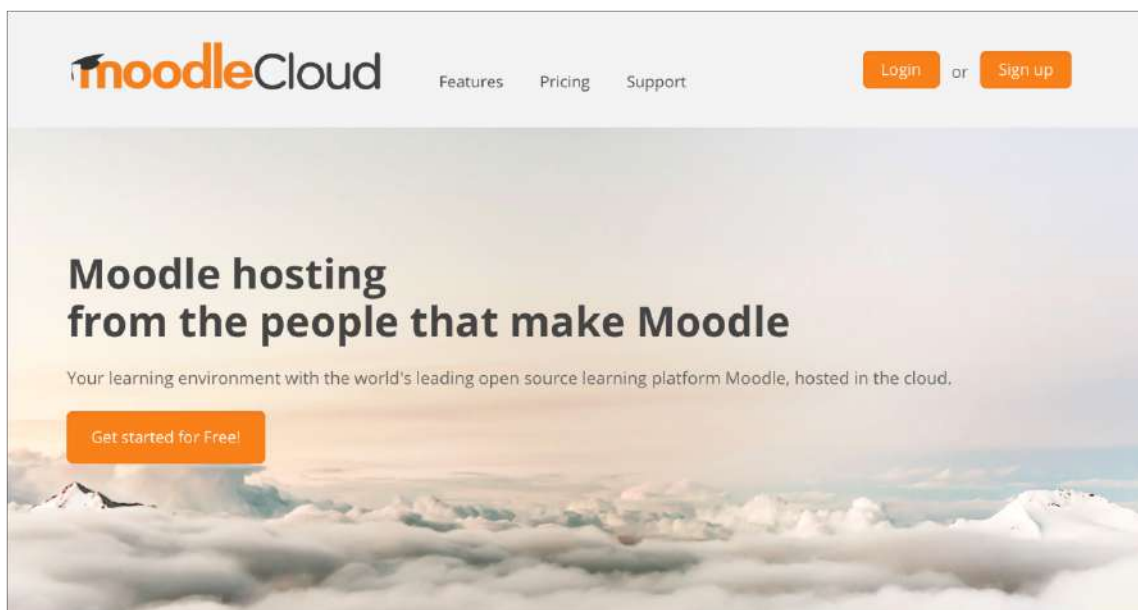 moodleCloud
Features Pricing Support
Login or Sign up
Moodle hosting
from the people that make Moodle
Your learning environment with the world's leading open source learning platform Moodle, hosted in the cloud.
Get started for Free!